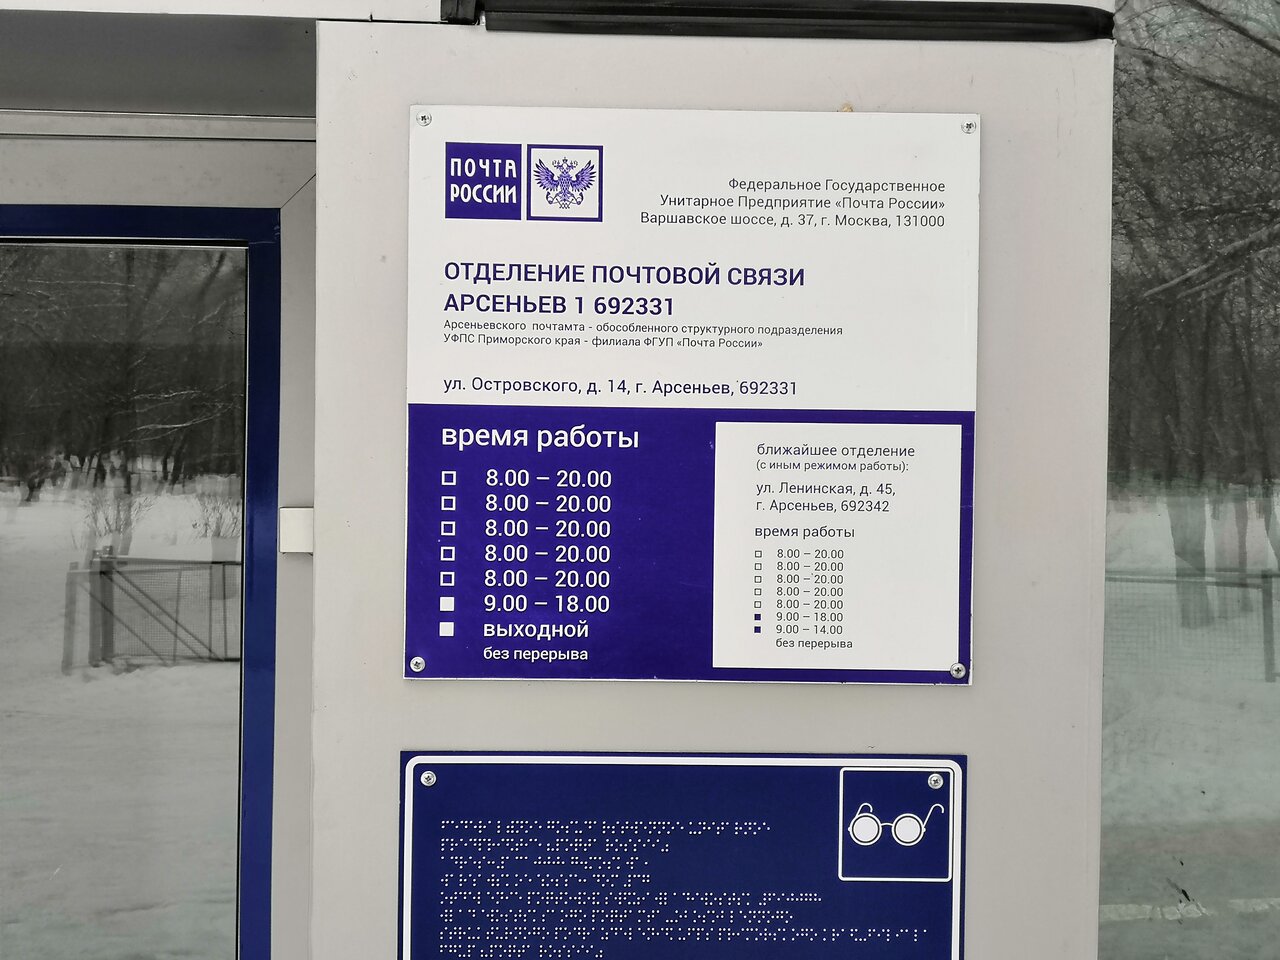 ПОЧТА
РОССИИ
Федеральное Государственное
Унитарное Предприятие «Почта России»
Варшавское шоссе, д. 37, г. Москва, 131000
ОТДЕЛЕНИЕ ПОЧТОВОЙ СВЯЗИ
АРСЕНЬЕВ 1 692331
Арсеньевского почтамта - обособленного структурного подразделения
УФПС Приморского края - филиала ФГУП «Почта России»
ул. Островского, д. 14, г. Арсеньев, 692331
время работы
8.00 – 20.00
8.00 – 20.00
8.00 – 20.00
8.00 – 20.00
8.00 – 20.00
9.00 – 18.00
выходной
без перерыва
ближайшее отделение
(с иным режимом работы):
ул. Ленинская, д. 45,
г. Арсеньев, 692342
время работы
8.00 – 20.00
8.00 – 20.00
8.00 – 20.00
8.00 – 20.00
8.00 – 20.00
9.00 – 18.00
9.00 – 14.00
без перерыва